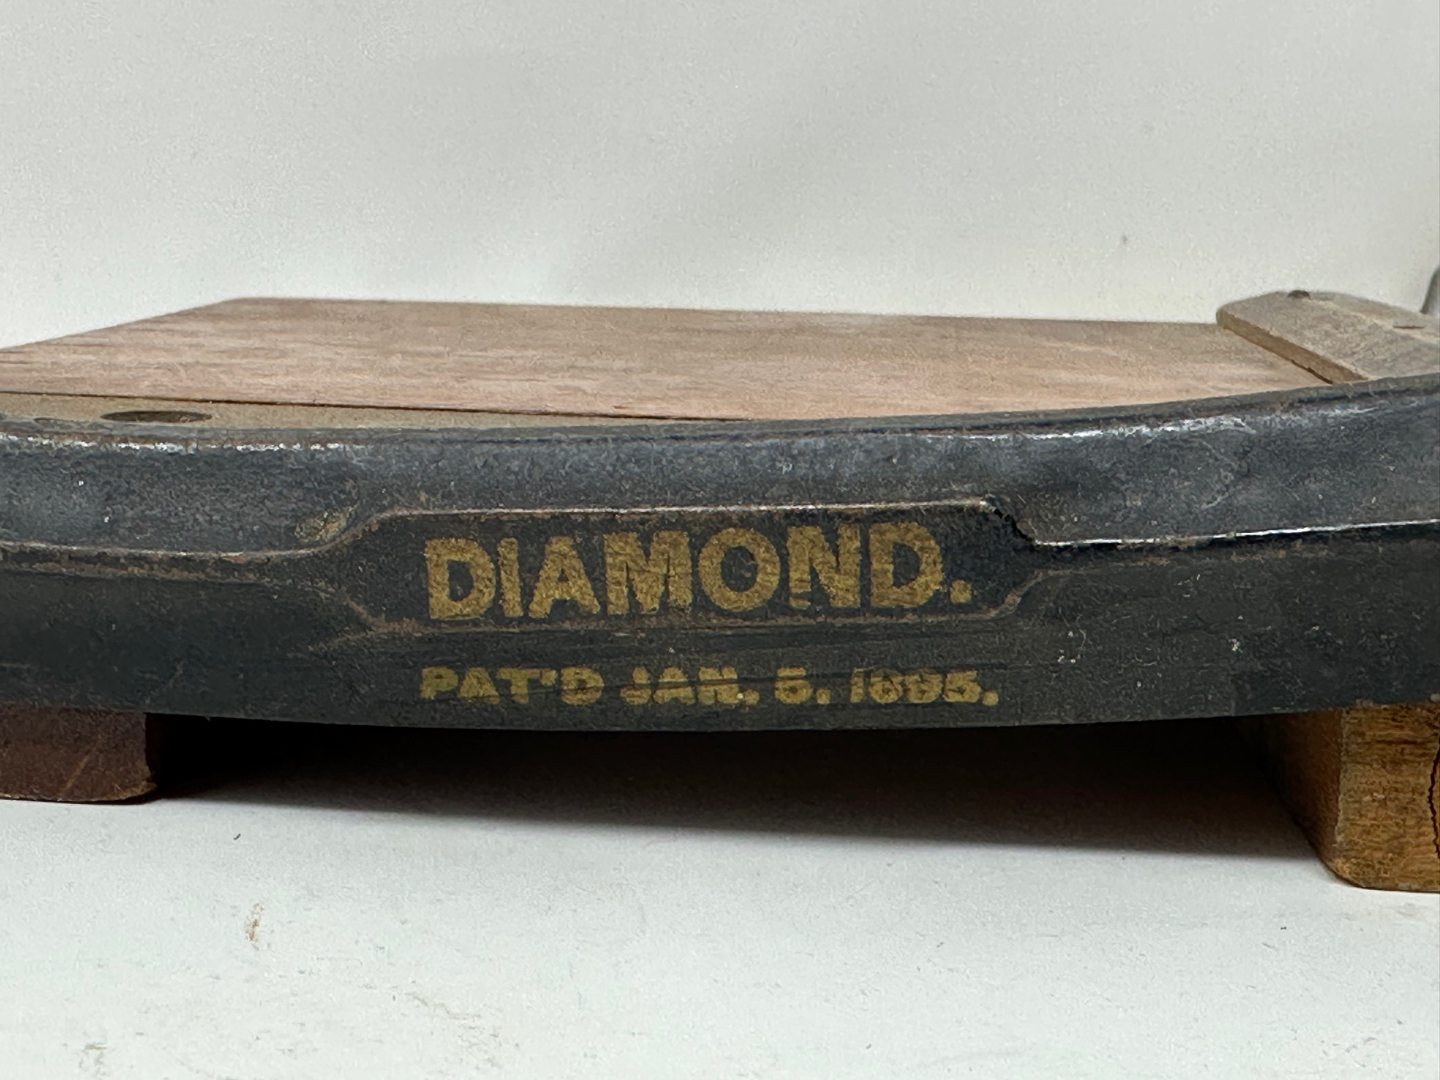 DIAMOND.
PAT'D JAN. 5. 1895.